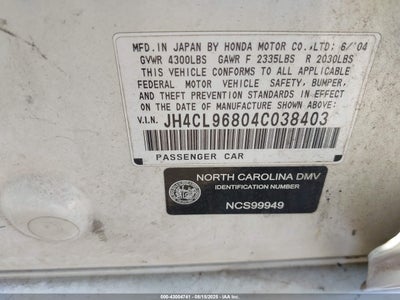 MFD.IN JAPAN BY HONDA MOTOR CO.,LTD: 6/'04
GVWR 4300LBS GAWR F 2335LBS R 2030LBS
THIS VEHICLE CONFORMS TO ALL APPLICABLE
FEDERAL MOTOR VEHICLE SAFETY, BUMPER,
AND THEFT PREVENTION STANDARDS IN EFFECT
ON THE DATE OF MANUFACTURE SHOWN ABOVE.
V.I.N. JH4CL96804C038403
PASSENGER CAR
NORTH CAROLINA DMV
IDENTIFICATION NUMBER
NCS99949